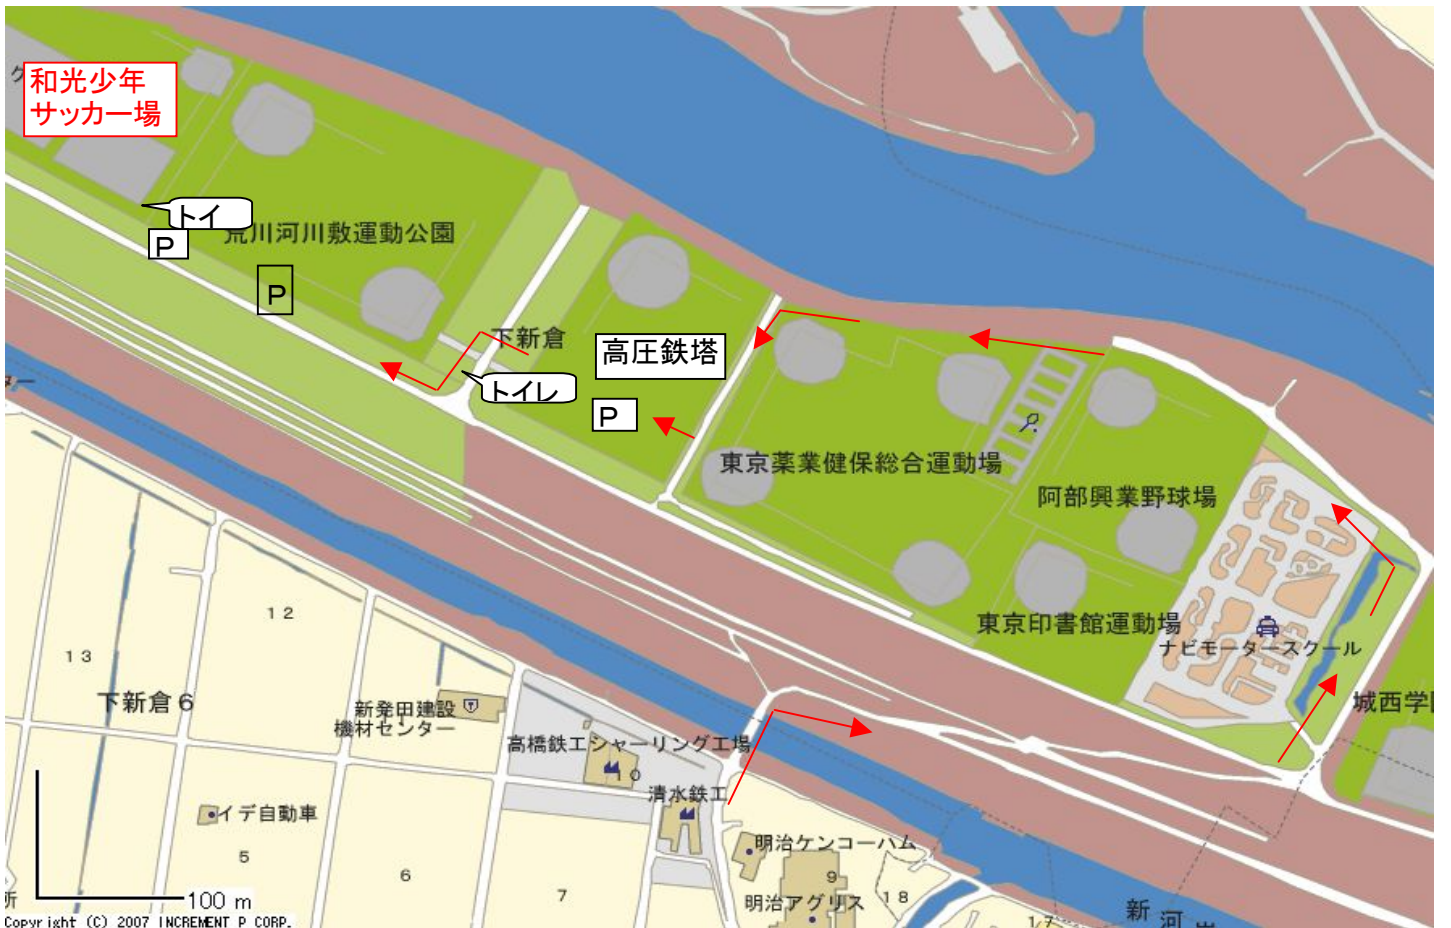 和光少年
サッカー場
トイ
P
荒川河川敷運動公園
P
下新倉
高圧鉄塔
トイレ
P
東京薬業健保総合運動場
阿部興業野球場
東京印書館運動場
ナビモータースクール
城西学
12
13
下新倉6
新発田建設
機材センター
高橋鉄工シャーリング工場
10
清水鉄工
イデ自動車
5
6
7
明治ケンコーハム
9
18
明治アグリス
17
新河岸
所
100 m
Copyright (C) 2007 INCREMENT P CORP.